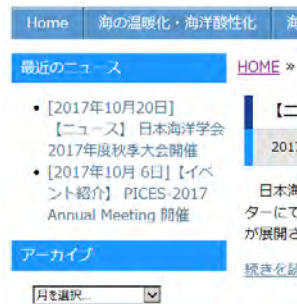 Home 海の温暖化・海洋酸性化
最近のニュース
HOME »
• [2017年10月20日]
【ニュース】 日本海洋学会
2017年度秋季大会開催
• [2017年10月 6日]【イベ
ント紹介】 PICES-2017
Annual Meeting 開催
アーカイブ
月を選択...
【ニ
2017
日本海
ターにて
が展開さ
続きを読